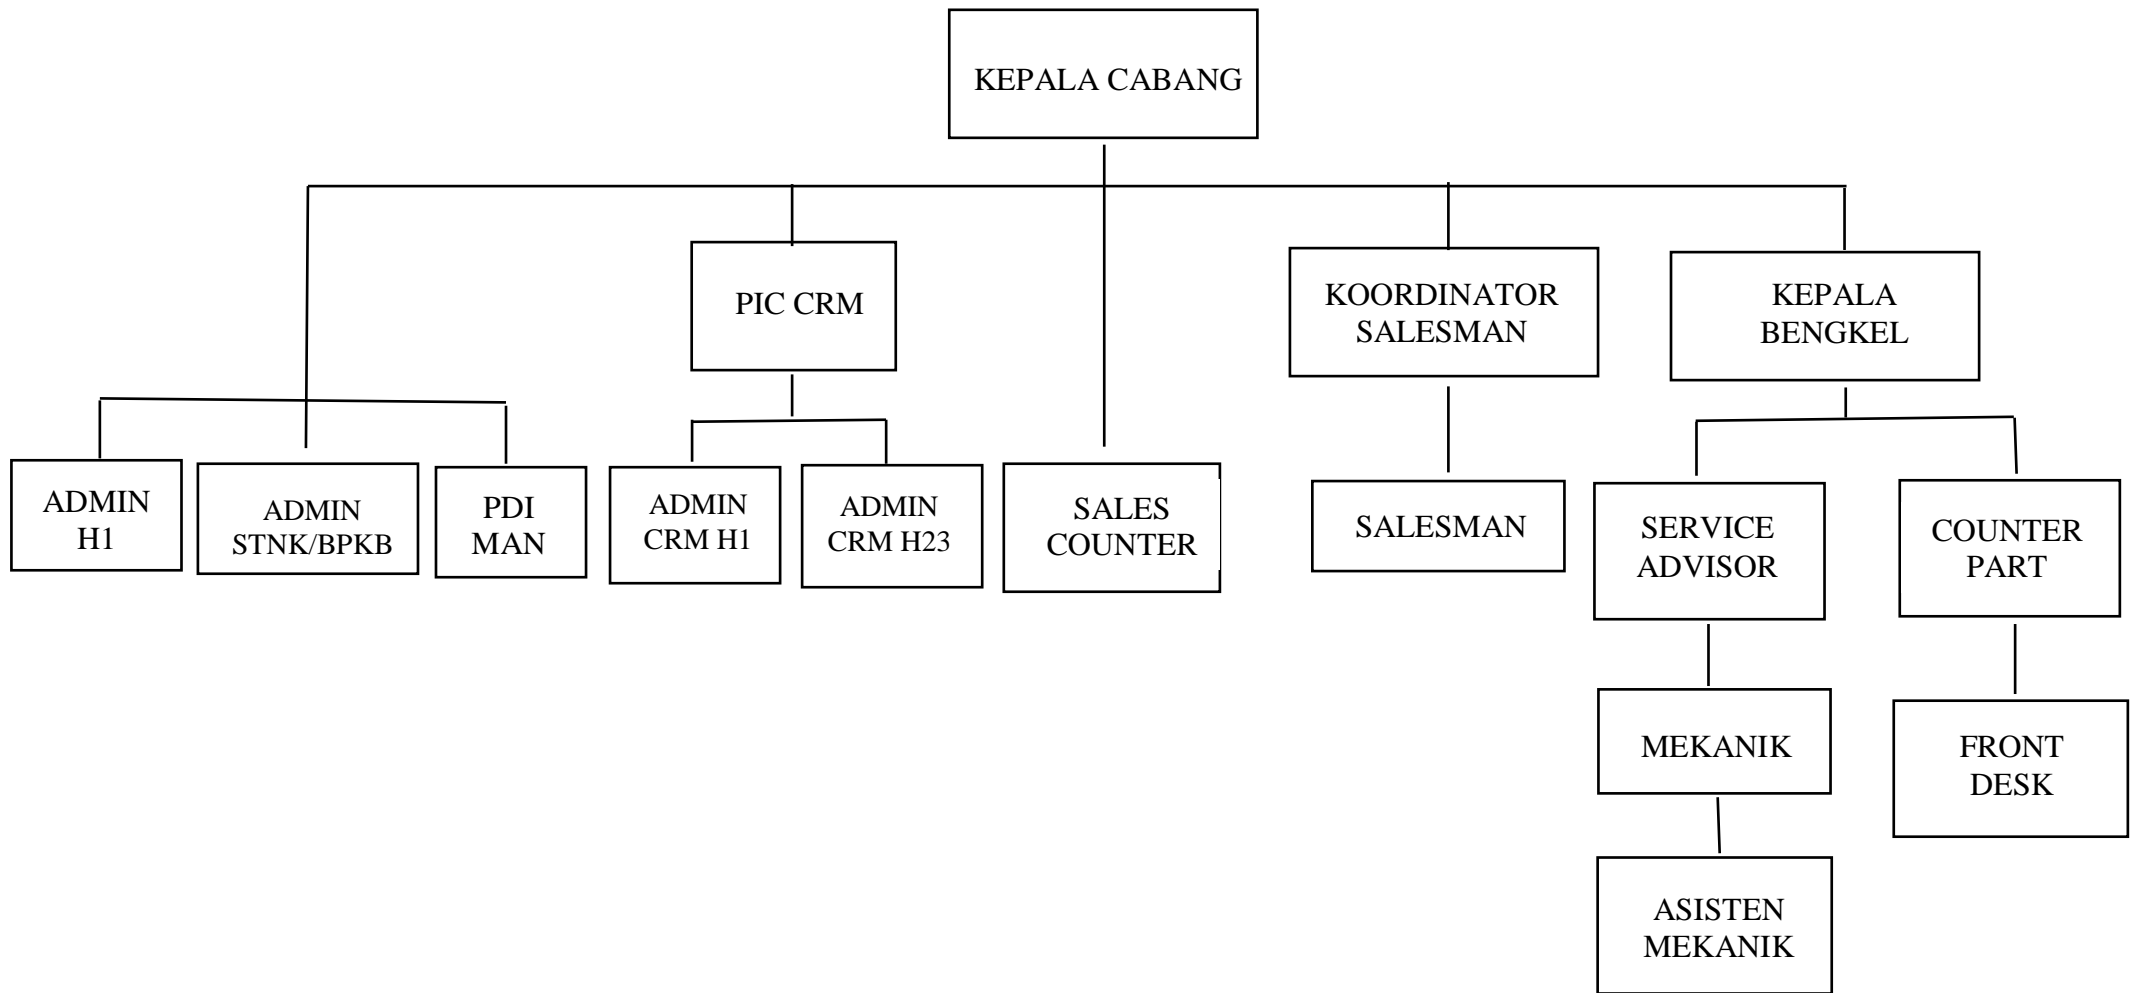 KEPALA CABANG
PIC CRM
KOORDINATOR
SALESMAN
KEPALA
BENGKEL
ADMIN
H1
ADMIN
STNK/BPKB
PDI
MAN
ADMIN
CRM H1
ADMIN
CRM H23
SALES
COUNTER
SALESMAN
SERVICE
ADVISOR
COUNTER
PART
MEKANIK
FRONT
DESK
ASISTEN
MEKANIK